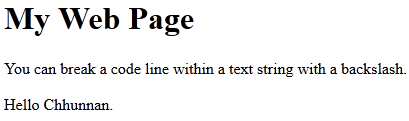 My Web Page
You can break a code line within a text string with a backslash.
Hello Chhunnan.